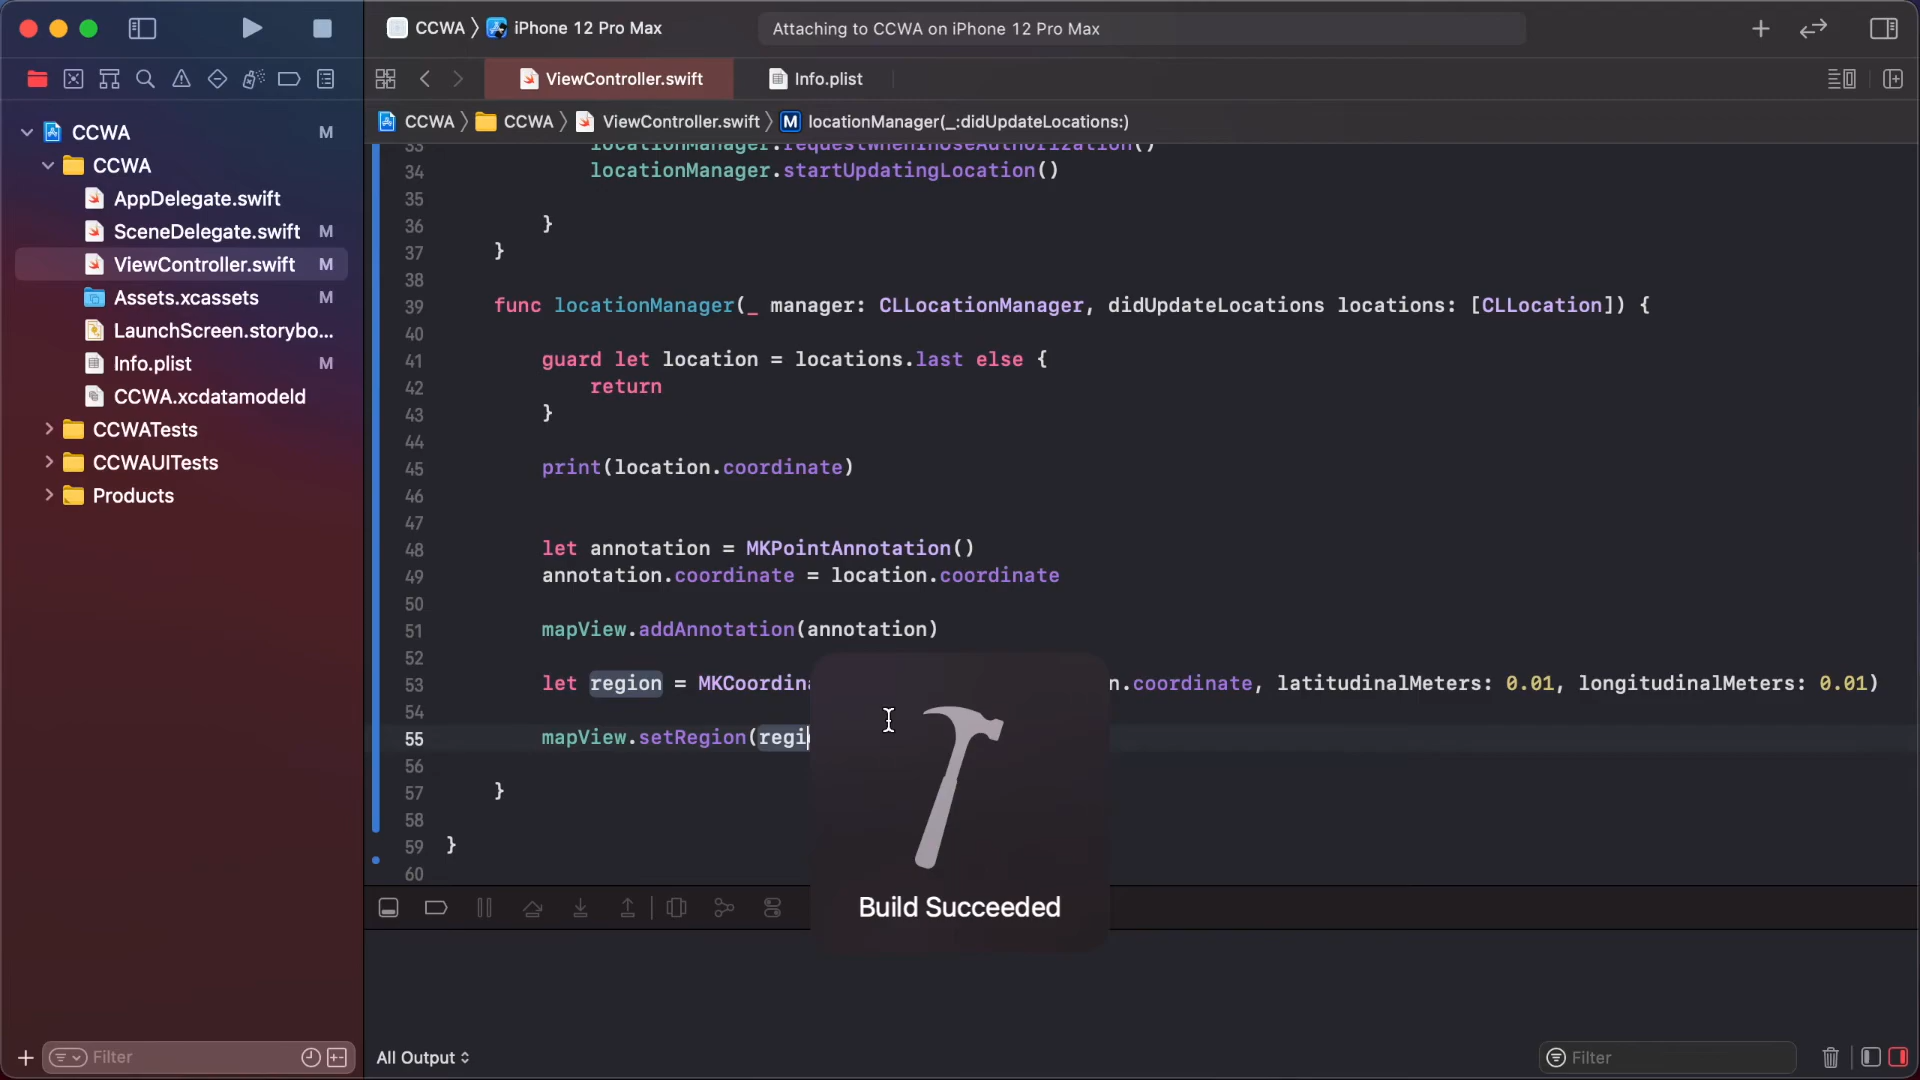 CCWA
iPhone 12 Pro Max
Attaching to CCWA on iPhone 12 Pro Max
ViewController.swift
Info.plist
CCWA
CCWA
ViewController.swift
M
locationManager(_:didUpdateLocations:)
CCWA M
CCWA
AppDelegate.swift
SceneDelegate.swift M
ViewController.swift M
Assets.xcassets M
LaunchScreen.storybo...
Info.plist M
CCWA.xcdatamodeld
CCWATests
CCWAUITests
Products
33 locationManager.requestWhenInUseAuthorization()
34 locationManager.startUpdatingLocation()
35
36 }
37 }
38
39 func locationManager(_ manager: CLLocationManager, didUpdateLocations locations: [CLLocation]) {
40
41 guard let location = locations.last else {
42 return
43 }
44
45 print(location.coordinate)
46
47
48 let annotation = MKPointAnnotation()
49 annotation.coordinate = location.coordinate
50
51 mapView.addAnnotation(annotation)
52
53 let region = MKCoordin n.coordinate, latitudinalMeters: 0.01, longitudinalMeters: 0.01)
54
55 mapView.setRegion(regi
56
57 }
58
59 }
60
Build Succeeded
Filter
All Output
Filter